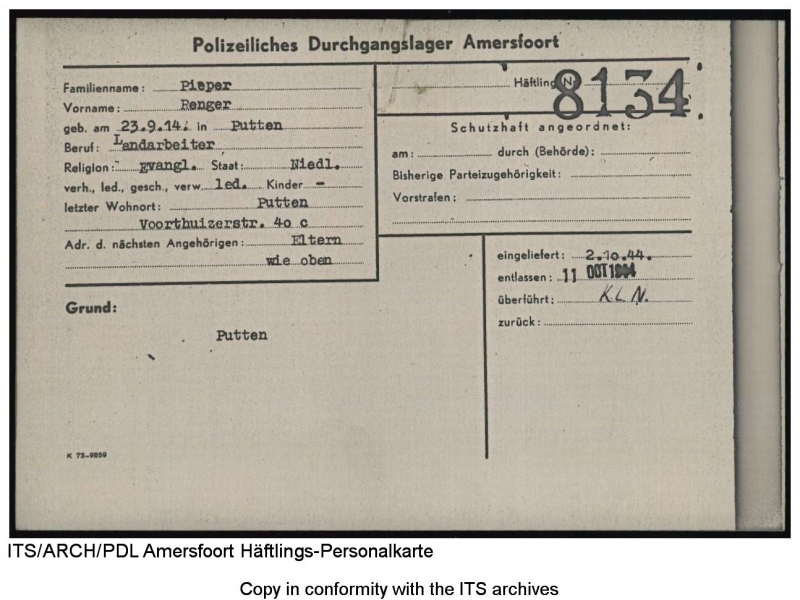 Polizeiliches Durchgangslager Amersfoort
Familienname: Pieper
Vorname: Renger
geb. am 23.9.14. in Putten
Beruf: Landarbeiter
Religion: Evangl. Staat: Niedl.
verh., led., gesch., verw. led. Kinder -
letzter Wohnort: Putten
Voorthuizerstr. 40 c
Adr. d. nächsten Angehörigen: Eltern
wie oben
Häftling N 8134
Schutzhaft angeordnet:
am: durch (Behörde):
Bisherige Parteizugehörigkeit:
Vorstrafen:
eingeliefert: 2.10.44.
entlassen: 11 OCT 1944
überführt: K.L.N.
zurück:
Grund:
Putten
K 73-9859
ITS/ARCH/PDL Amersfoort Häftlings-Personalkarte
Copy in conformity with the ITS archives